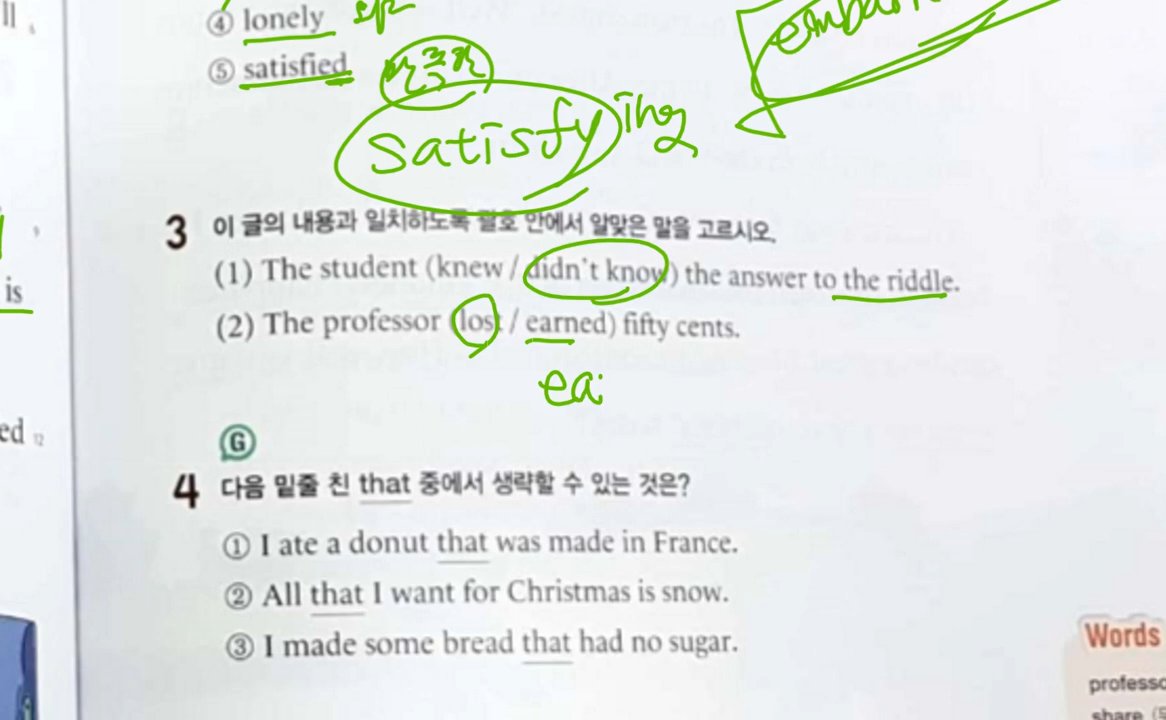 ④ lonely
⑤ satisfied
satisfying
3 이 글의 내용과 일치하도록 괄호 안에서 알맞은 말을 고르시오.
(1) The student (knew / didn't know) the answer to the riddle.
is
(2) The professor (lost / earned) fifty cents.
ea
ed
G
4 다음 밑줄 친 that 중에서 생략할 수 있는 것은?
① I ate a donut that was made in France.
② All that I want for Christmas is snow.
③ I made some bread that had no sugar.
Words